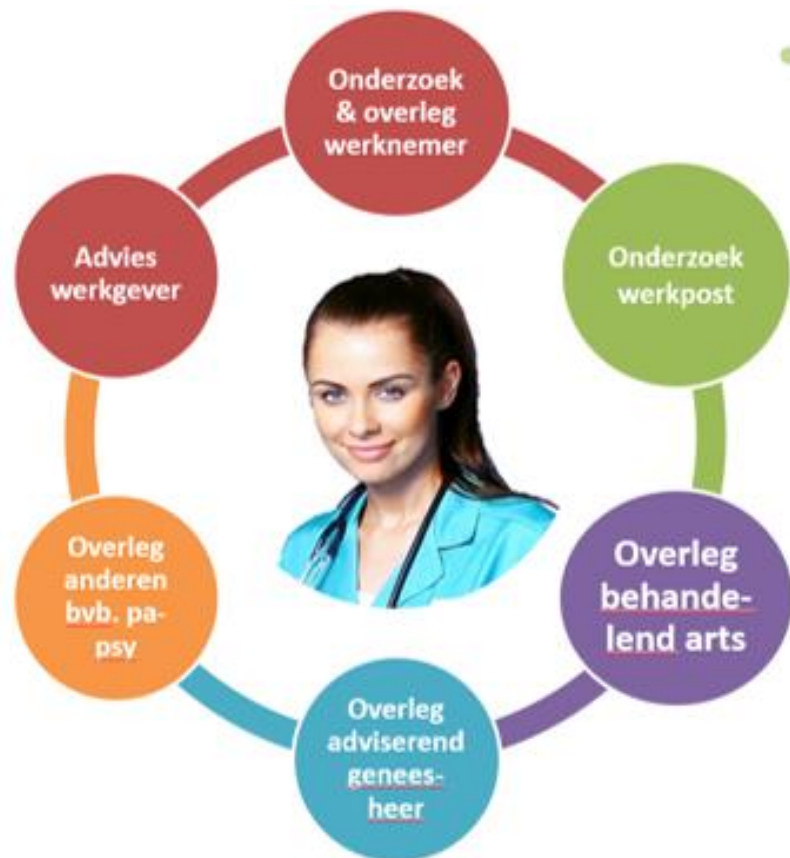 Onderzoek
& overleg
werknemer
Onderzoek
werkpost
Overleg
behande-
lend arts
Overleg
adviserend
genees-
heer
Overleg
anderen
bvb. pa-
psy
Advies
werkgever